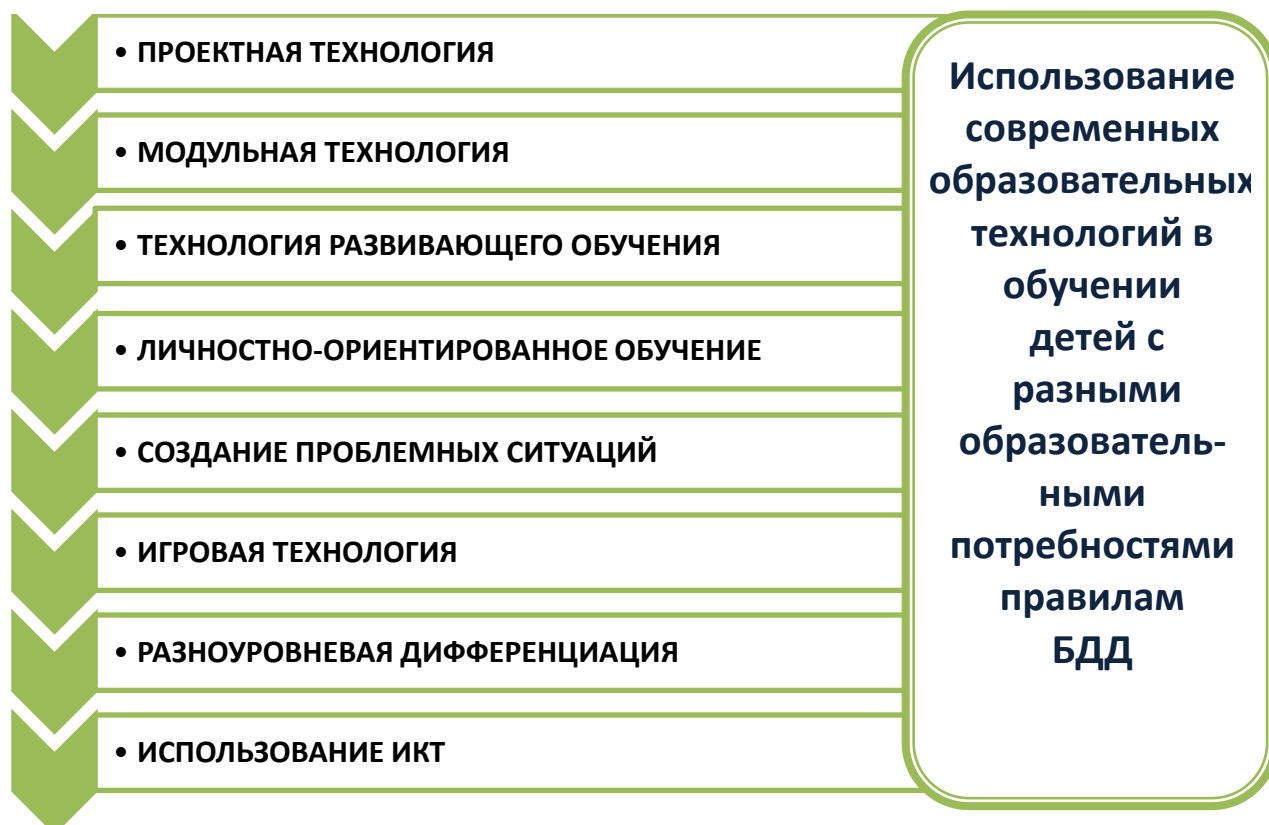 • ПРОЕКТНАЯ ТЕХНОЛОГИЯ
• МОДУЛЬНАЯ ТЕХНОЛОГИЯ
• ТЕХНОЛОГИЯ РАЗВИВАЮЩЕГО ОБУЧЕНИЯ
• ЛИЧНОСТНО-ОРИЕНТИРОВАННОЕ ОБУЧЕНИЕ
• СОЗДАНИЕ ПРОБЛЕМНЫХ СИТУАЦИЙ
• ИГРОВАЯ ТЕХНОЛОГИЯ
• РАЗНОУРОВНЕВАЯ ДИФФЕРЕНЦИАЦИЯ
• ИСПОЛЬЗОВАНИЕ ИКТ
Использование
современных
образовательных
технологий в
обучении
детей с
разными
образователь-
ными
потребностями
правилам
БДД